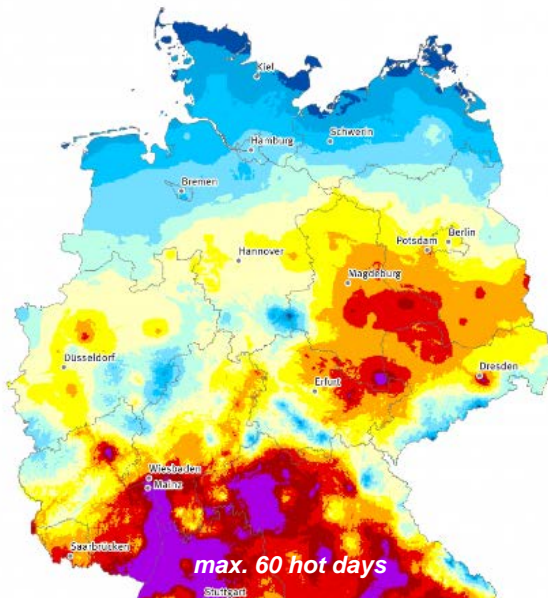 Kiel
Schwerin
Hamburg
Bremen
Berlin
Potsdam
Hannover
Magdeburg
Düsseldorf
Dresden
Erfurt
Wiesbaden
Mainz
Saarbrücken
max. 60 hot days
Stuttgart